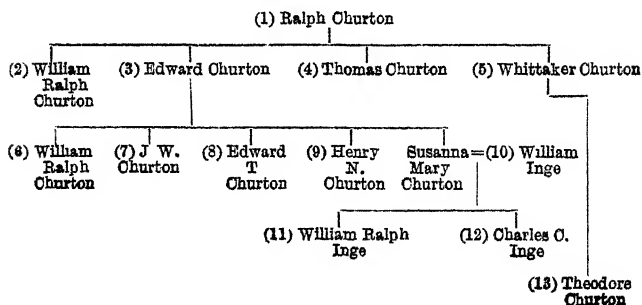 (1) Ralph Churton
(2) William (3) Edward Churton (4) Thomas Churton (5) Whittaker Churton
Ralph
Churton
(6) William (7) J W. (8) Edward (9) Henry Susanna=(10) William
Ralph Churton T N. Mary Inge
Churton Churton Churton Churton
(11) William Ralph (12) Charles C.
Inge Inge
(13) Theodore
Churton